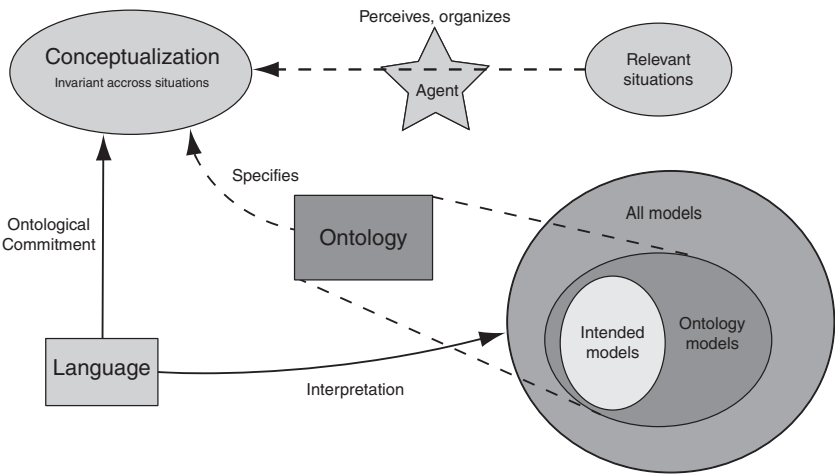 Perceives, organizes
Conceptualization
Invariant accross situations
Agent
Relevant
situations
Specifies
Ontological
Commitment
Ontology
All models
Intended
models
Ontology
models
Language
Interpretation